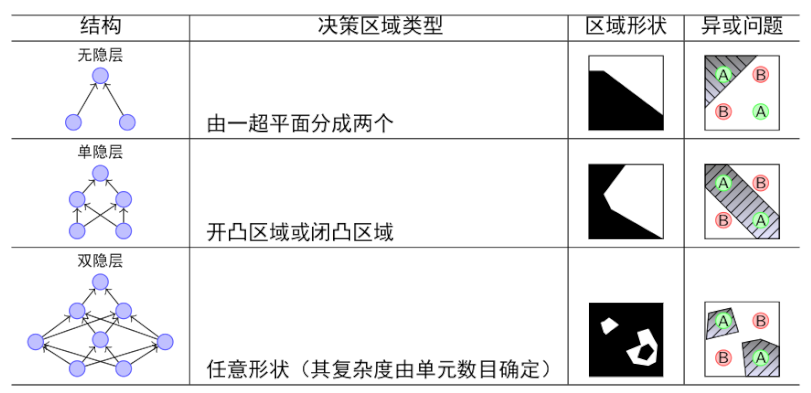 结构 决策区域类型 区域形状 异或问题
无隐层
A B
由一超平面分成两个
B A
单隐层
A B
B A
开凸区域或闭凸区域
双隐层
A B
B A
任意形状（其复杂度由单元数目确定）